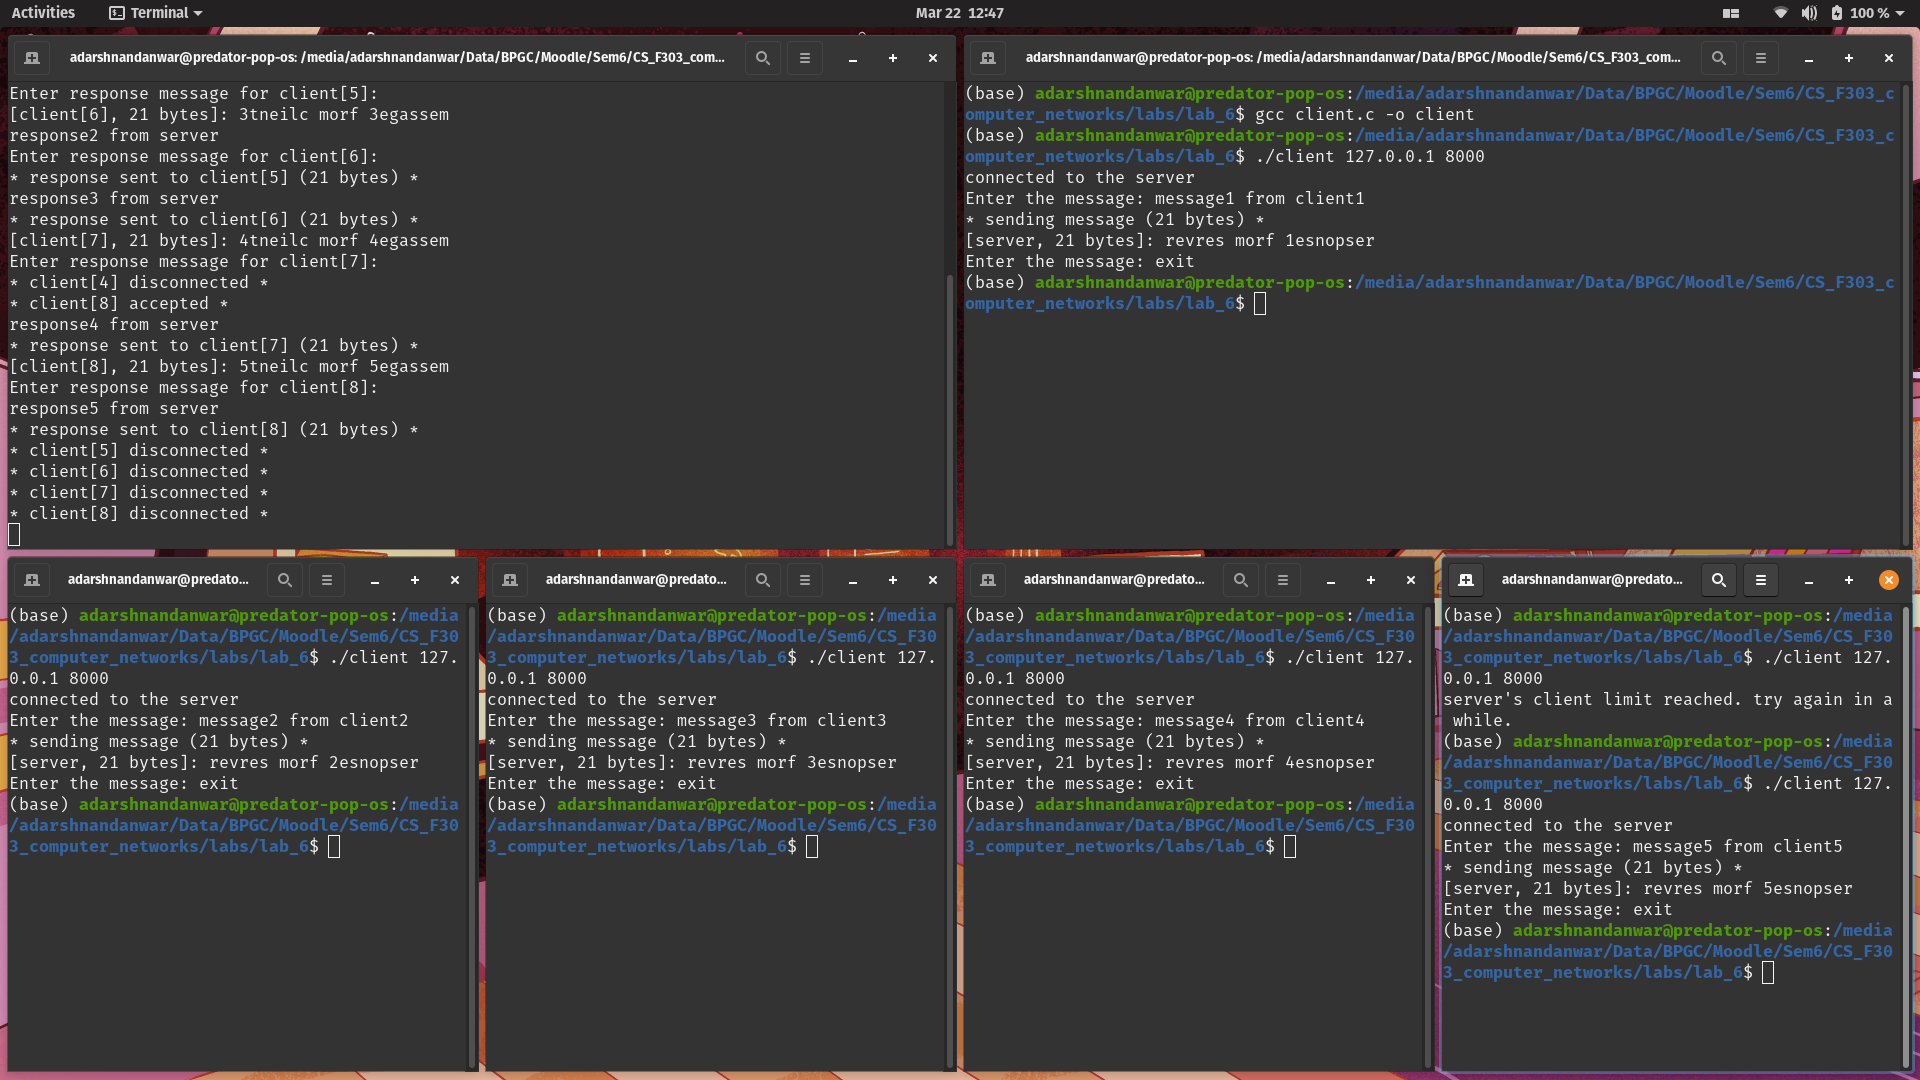 Activities Terminal Mar 22 12:47 100 %
adarshnandanwar@predator-pop-os: /media/adarshnandanwar/Data/BPGC/Moodle/Sem6/CS_F303_com...
Enter response message for client[5]:
[client[6], 21 bytes]: 3tneilc morf 3egassem
response2 from server
Enter response message for client[6]:
* response sent to client[5] (21 bytes) *
response3 from server
* response sent to client[6] (21 bytes) *
[client[7], 21 bytes]: 4tneilc morf 4egassem
Enter response message for client[7]:
* client[4] disconnected *
* client[8] accepted *
response4 from server
* response sent to client[7] (21 bytes) *
[client[8], 21 bytes]: 5tneilc morf 5egassem
Enter response message for client[8]:
response5 from server
* response sent to client[8] (21 bytes) *
* client[5] disconnected *
* client[6] disconnected *
* client[7] disconnected *
* client[8] disconnected *
adarshnandanwar@predator-pop-os: /media/adarshnandanwar/Data/BPGC/Moodle/Sem6/CS_F303_com...
(base) adarshnandanwar@predator-pop-os:/media/adarshnandanwar/Data/BPGC/Moodle/Sem6/CS_F303_c
omputer_networks/labs/lab_6$ gcc client.c -o client
(base) adarshnandanwar@predator-pop-os:/media/adarshnandanwar/Data/BPGC/Moodle/Sem6/CS_F303_c
omputer_networks/labs/lab_6$ ./client 127.0.0.1 8000
connected to the server
Enter the message: message1 from client1
* sending message (21 bytes) *
[server, 21 bytes]: revres morf 1esnopser
Enter the message: exit
(base) adarshnandanwar@predator-pop-os:/media/adarshnandanwar/Data/BPGC/Moodle/Sem6/CS_F303_c
omputer_networks/labs/lab_6$
adarshnandanwar@predato...
(base) adarshnandanwar@predator-pop-os:/media
/adarshnandanwar/Data/BPGC/Moodle/Sem6/CS_F30
3_computer_networks/labs/lab_6$ ./client 127.
0.0.1 8000
connected to the server
Enter the message: message2 from client2
* sending message (21 bytes) *
[server, 21 bytes]: revres morf 2esnopser
Enter the message: exit
(base) adarshnandanwar@predator-pop-os:/media
/adarshnandanwar/Data/BPGC/Moodle/Sem6/CS_F30
3_computer_networks/labs/lab_6$
adarshnandanwar@predato...
(base) adarshnandanwar@predator-pop-os:/media
/adarshnandanwar/Data/BPGC/Moodle/Sem6/CS_F30
3_computer_networks/labs/lab_6$ ./client 127.
0.0.1 8000
connected to the server
Enter the message: message3 from client3
* sending message (21 bytes) *
[server, 21 bytes]: revres morf 3esnopser
Enter the message: exit
(base) adarshnandanwar@predator-pop-os:/media
/adarshnandanwar/Data/BPGC/Moodle/Sem6/CS_F30
3_computer_networks/labs/lab_6$
adarshnandanwar@predato...
(base) adarshnandanwar@predator-pop-os:/media
/adarshnandanwar/Data/BPGC/Moodle/Sem6/CS_F30
3_computer_networks/labs/lab_6$ ./client 127.
0.0.1 8000
connected to the server
Enter the message: message4 from client4
* sending message (21 bytes) *
[server, 21 bytes]: revres morf 4esnopser
Enter the message: exit
(base) adarshnandanwar@predator-pop-os:/media
/adarshnandanwar/Data/BPGC/Moodle/Sem6/CS_F30
3_computer_networks/labs/lab_6$
adarshnandanwar@predato...
(base) adarshnandanwar@predator-pop-os:/media
/adarshnandanwar/Data/BPGC/Moodle/Sem6/CS_F30
3_computer_networks/labs/lab_6$ ./client 127.
0.0.1 8000
server's client limit reached. try again in a
while.
(base) adarshnandanwar@predator-pop-os:/media
/adarshnandanwar/Data/BPGC/Moodle/Sem6/CS_F30
3_computer_networks/labs/lab_6$ ./client 127.
0.0.1 8000
connected to the server
Enter the message: message5 from client5
* sending message (21 bytes) *
[server, 21 bytes]: revres morf 5esnopser
Enter the message: exit
(base) adarshnandanwar@predator-pop-os:/media
/adarshnandanwar/Data/BPGC/Moodle/Sem6/CS_F30
3_computer_networks/labs/lab_6$